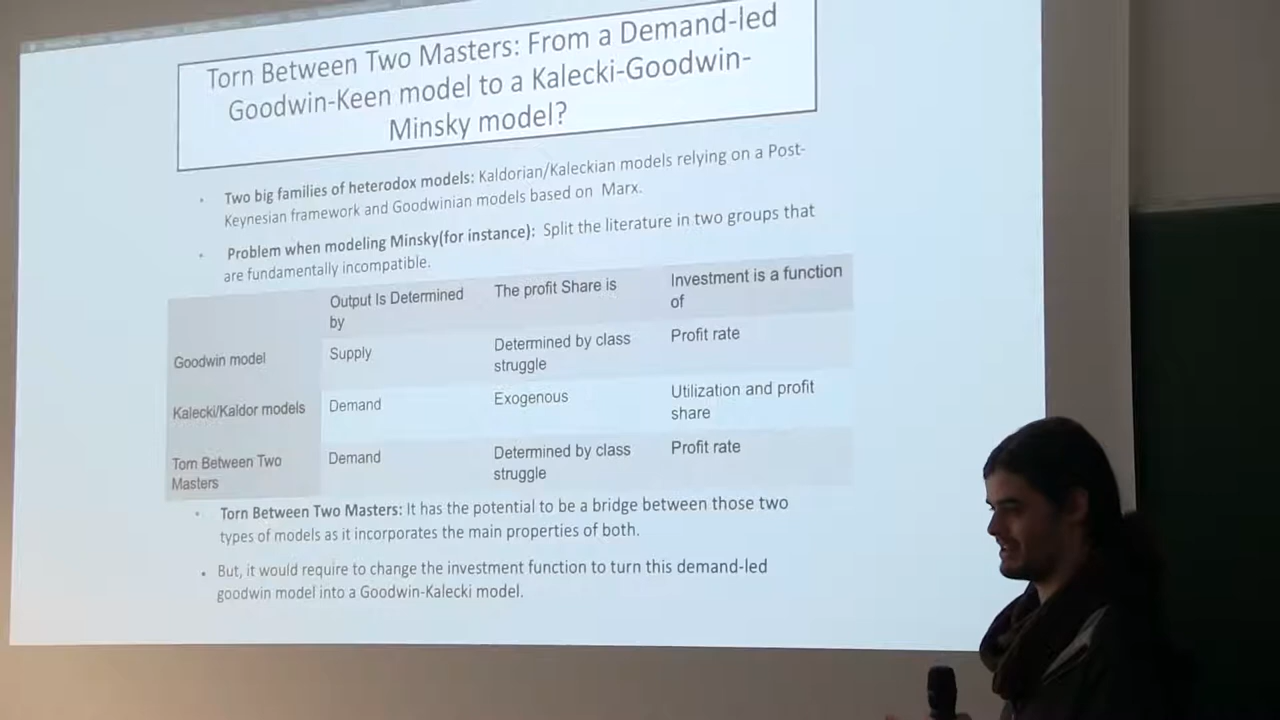 Torn Between Two Masters: From a Demand-led
Goodwin-Keen model to a Kalecki-Goodwin-
Minsky model?
• Two big families of heterodox models: Kaldorian/Kaleckian models relying on a Post-
Keynesian framework and Goodwinian models based on Marx.
• Problem when modeling Minsky(for instance): Split the literature in two groups that
are fundamentally incompatible.
Output Is Determined
by
The profit Share is
Investment is a function
of
Goodwin model
Supply
Determined by class
struggle
Profit rate
Kalecki/Kaldor models
Demand
Exogenous
Utilization and profit
share
Torn Between Two
Masters
Demand
Determined by class
struggle
Profit rate
• Torn Between Two Masters: It has the potential to be a bridge between those two
types of models as it incorporates the main properties of both.
• But, it would require to change the investment function to turn this demand-led
goodwin model into a Goodwin-Kalecki model.